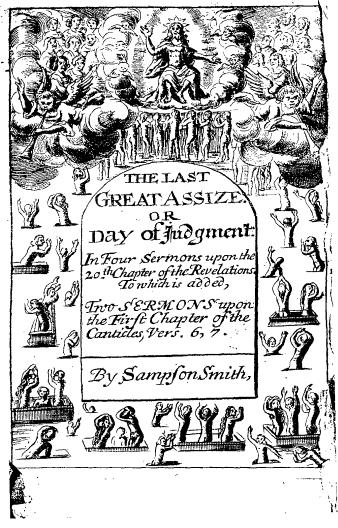 THE LAST
GREAT ASSIZE:
OR
Day of Judgment
In Four Sermons upon the
20th Chapter of the Revelations.
To which is added,
Two SERMONS upon
the Firſt Chapter of the
Canticles, Vers. 6, 7.
By Sampſon Smith,